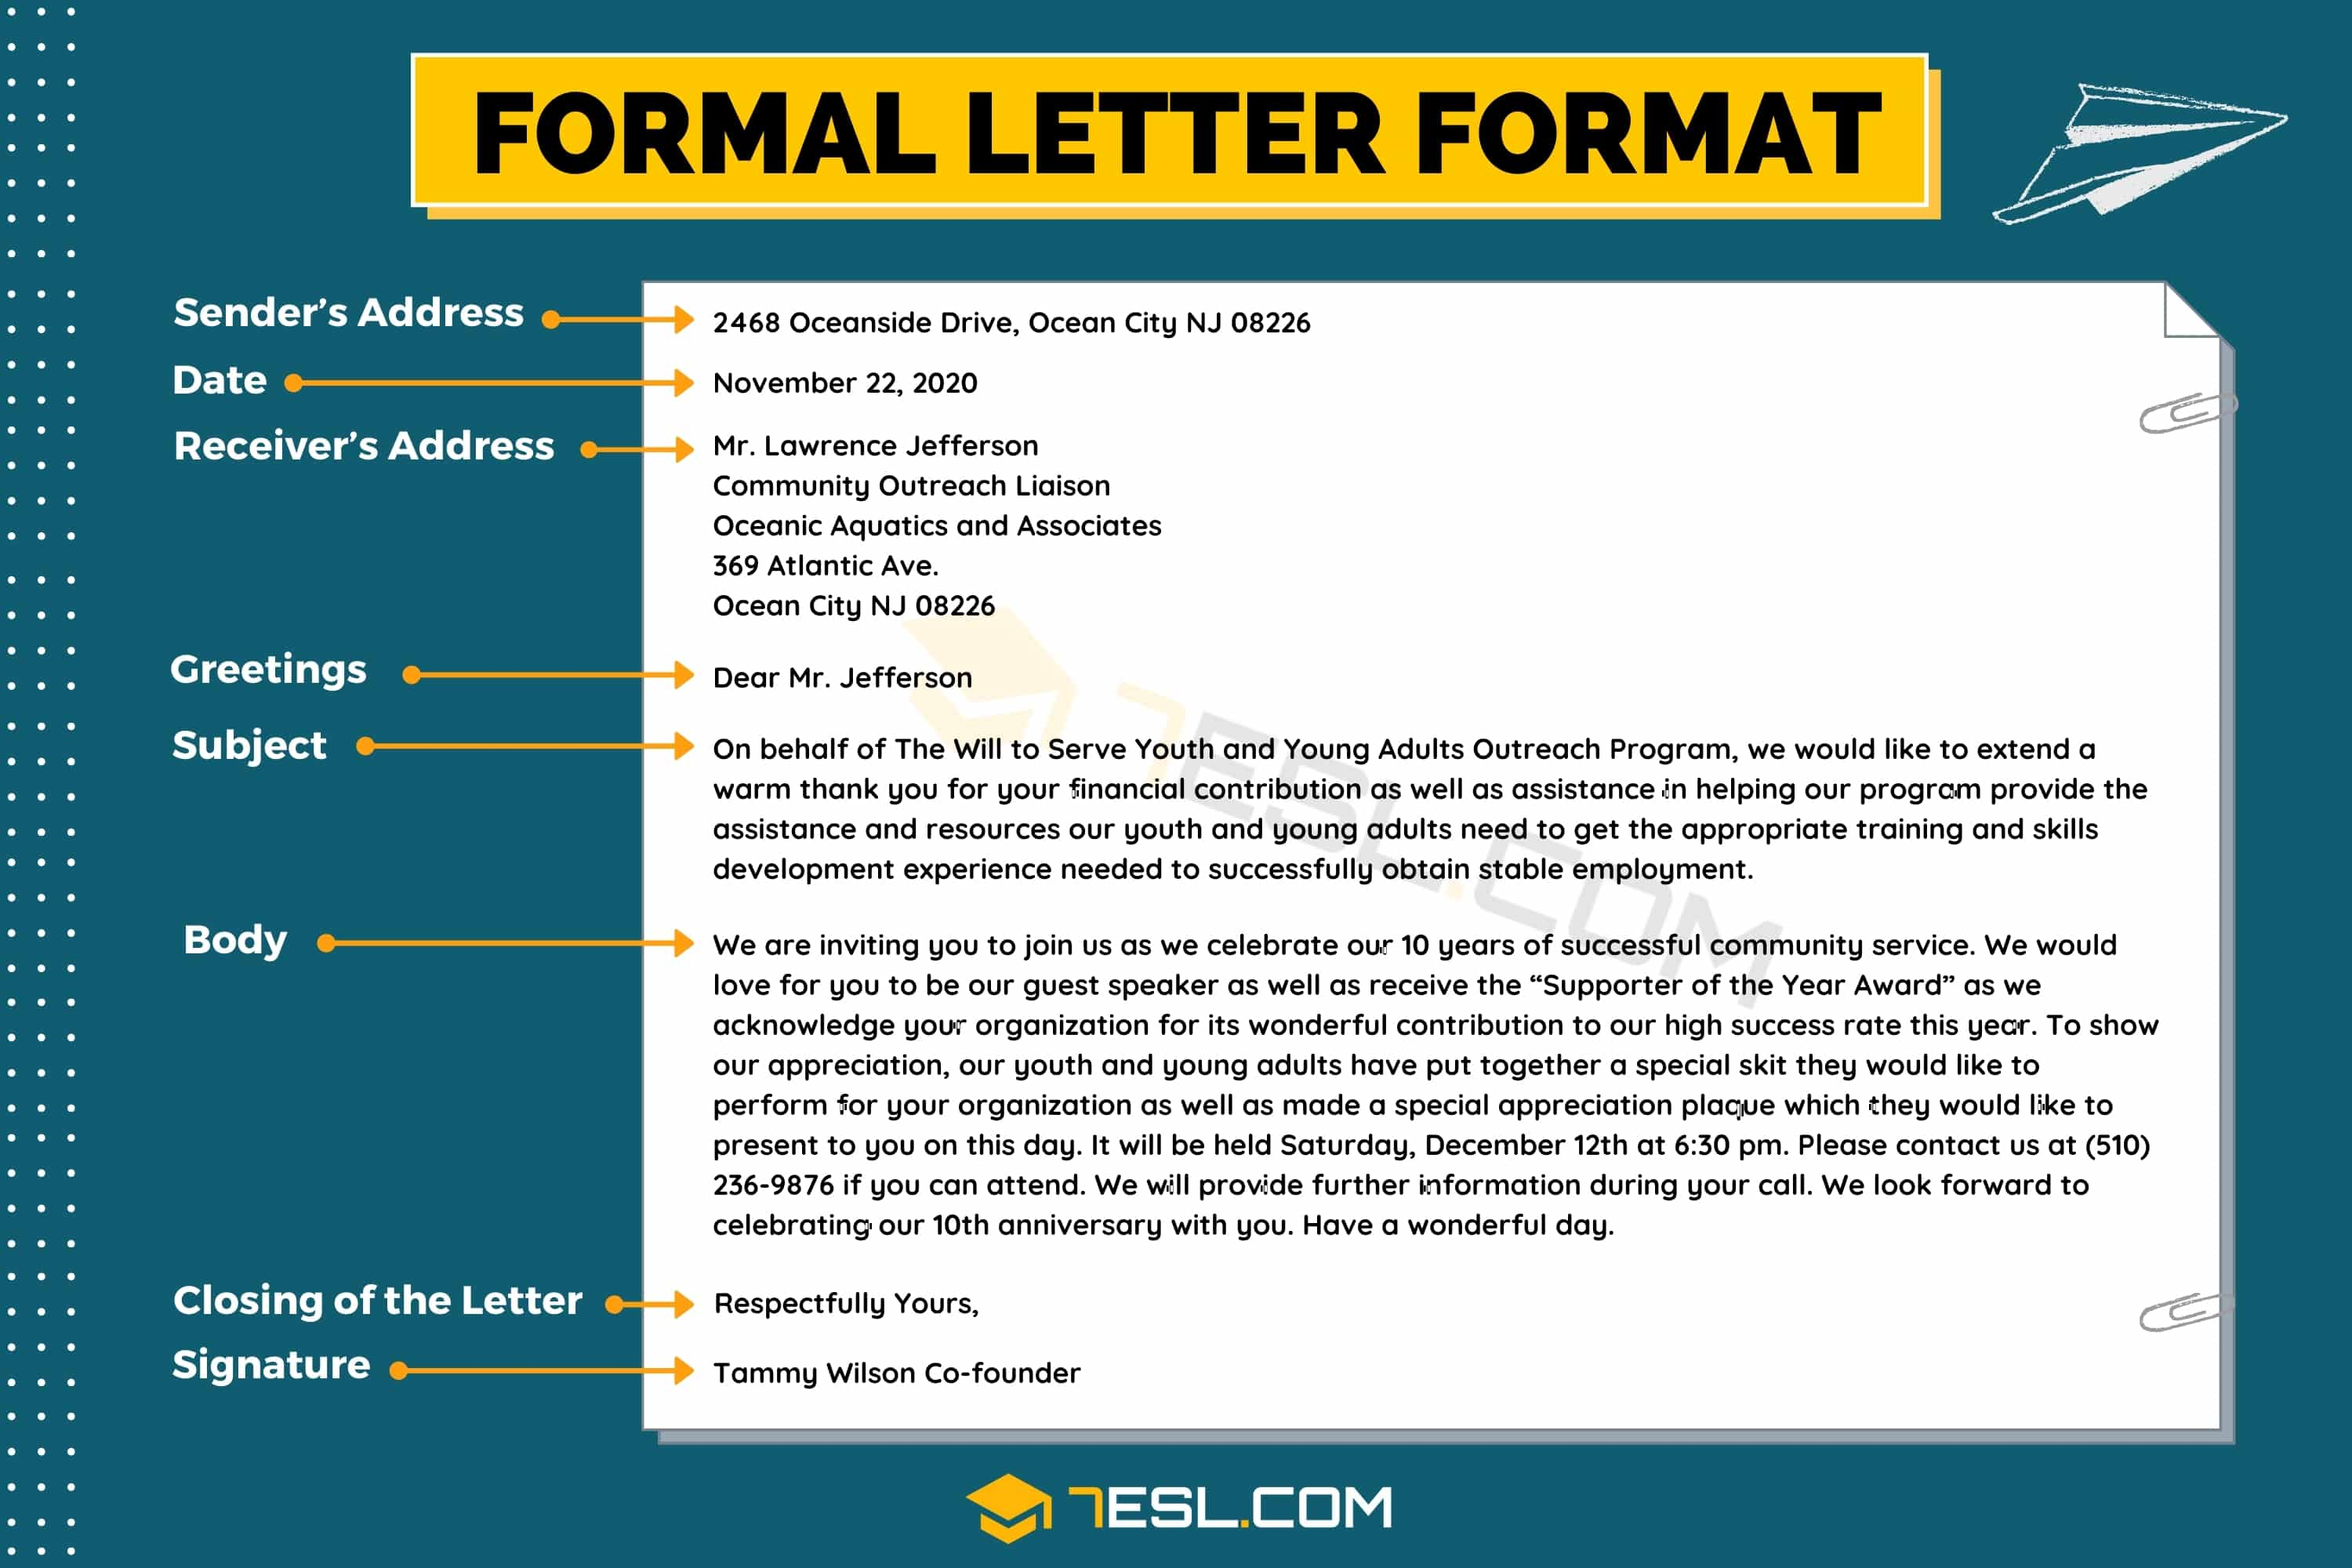 FORMAL LETTER FORMAT
Sender's Address
2468 Oceanside Drive, Ocean City NJ 08226
Date
November 22, 2020
Receiver's Address
Mr. Lawrence Jefferson
Community Outreach Liaison
Oceanic Aquatics and Associates
369 Atlantic Ave.
Ocean City NJ 08226
Greetings
Dear Mr. Jefferson
Subject
On behalf of The Will to Serve Youth and Young Adults Outreach Program, we would like to extend a
warm thank you for your financial contribution as well as assistance in helping our program provide the
assistance and resources our youth and young adults need to get the appropriate training and skills
development experience needed to successfully obtain stable employment.
Body
We are inviting you to join us as we celebrate our 10 years of successful community service. We would
love for you to be our guest speaker as well as receive the “Supporter of the Year Award” as we
acknowledge your organization for its wonderful contribution to our high success rate this year. To show
our appreciation, our youth and young adults have put together a special skit they would like to
perform for your organization as well as made a special appreciation plaque which they would like to
present to you on this day. It will be held Saturday, December 12th at 6:30 pm. Please contact us at (510)
236-9876 if you can attend. We will provide further information during your call. We look forward to
celebrating our 10th anniversary with you. Have a wonderful day.
Closing of the Letter
Respectfully Yours,
Signature
Tammy Wilson Co-founder
7ESL.COM
7ESL.COM